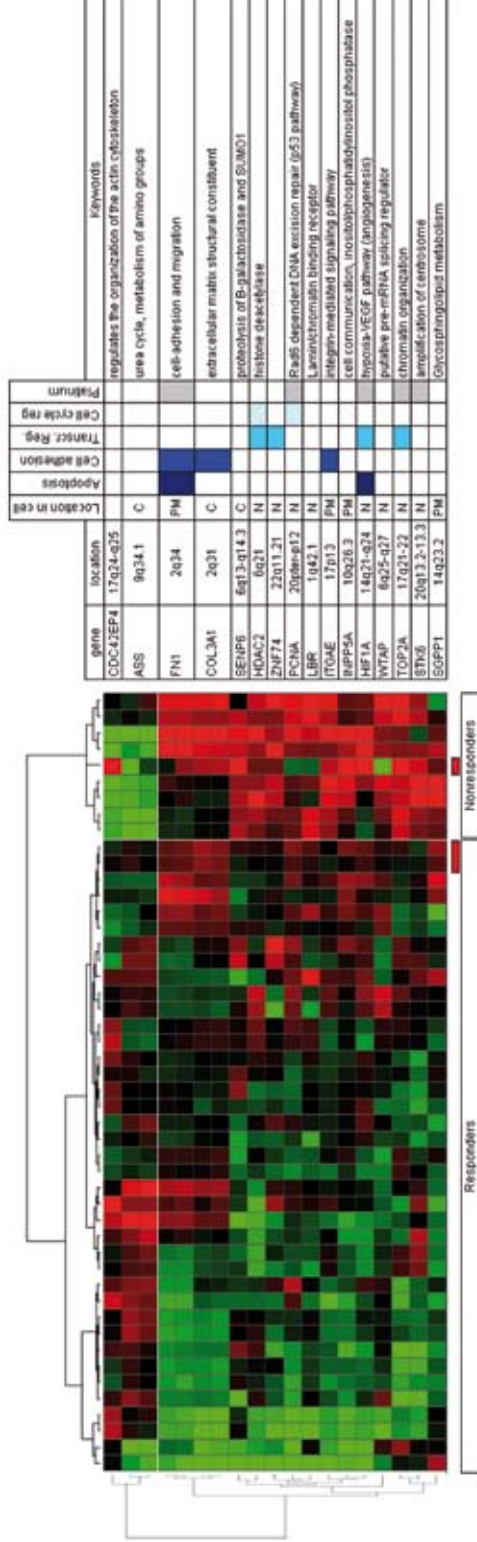 gene location Location in cell Apoptosis Cell adhesion Transcr. Reg. Cell cycle reg Platinum Keywords
CDC42EP4 17q24-q25 regulates the organization of the actin cytoskeleton
ASS 9q34.1 C urea cycle, metabolism of amino groups
FN1 2q34 PM cell-adhesion and migration
COL3A1 2q31 C extracellular matrix structural constituent
SENP6 6q13-q14.3 C proteolysis of B-galactosidase and SUMO1
HDAC2 6q21 N histone deacetylase
ZNF74 22q11.21 N
PCNA 20pter-p12 N Rad6 dependent DNA excision repair (p53 pathway)
LBR 1q42.1 N Lamin/chromatin binding receptor
ITGAE 17p13 PM integrin-mediated signaling pathway
INPP5A 10q26.3 PM cell communication, inositol/phosphatidylinositol phosphatase
HIF1A 14q21-q24 N hypoxia-VEGF pathway (angiogenesis)
WTAP 6q25-q27 N putative pre-mRNA splicing regulator
TOP2A 17q21-22 N chromatin organization
STK6 20q13.2-13.3 N amplification of centrosome
SGPP1 14q23.2 PM Glycosphingolipid metabolism
Responders
Nonresponders